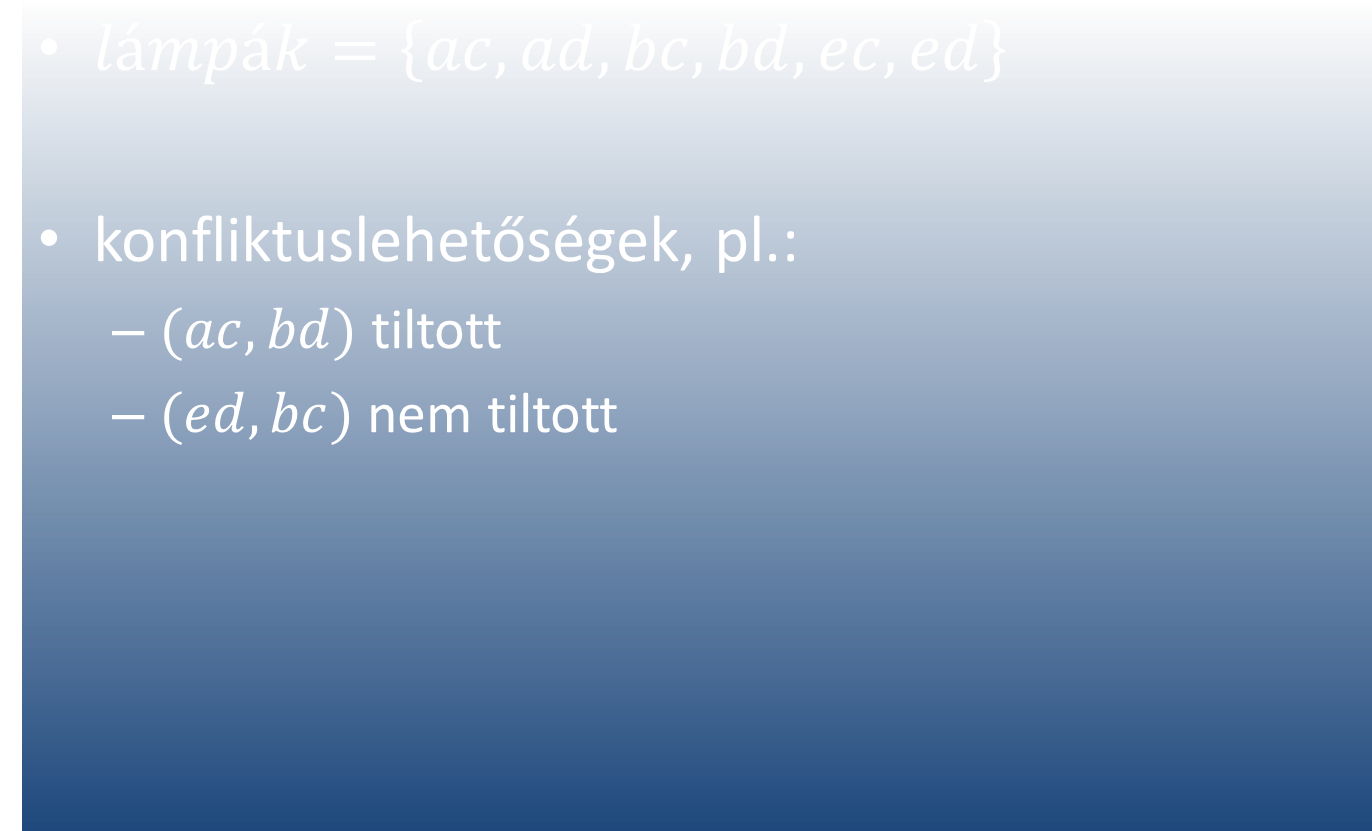 • lámpák = {ac, ad, bc, bd, ec, ed}
• konfliktuslehetőségek, pl.:
– (ac, bd) tiltott
– (ed, bc) nem tiltott